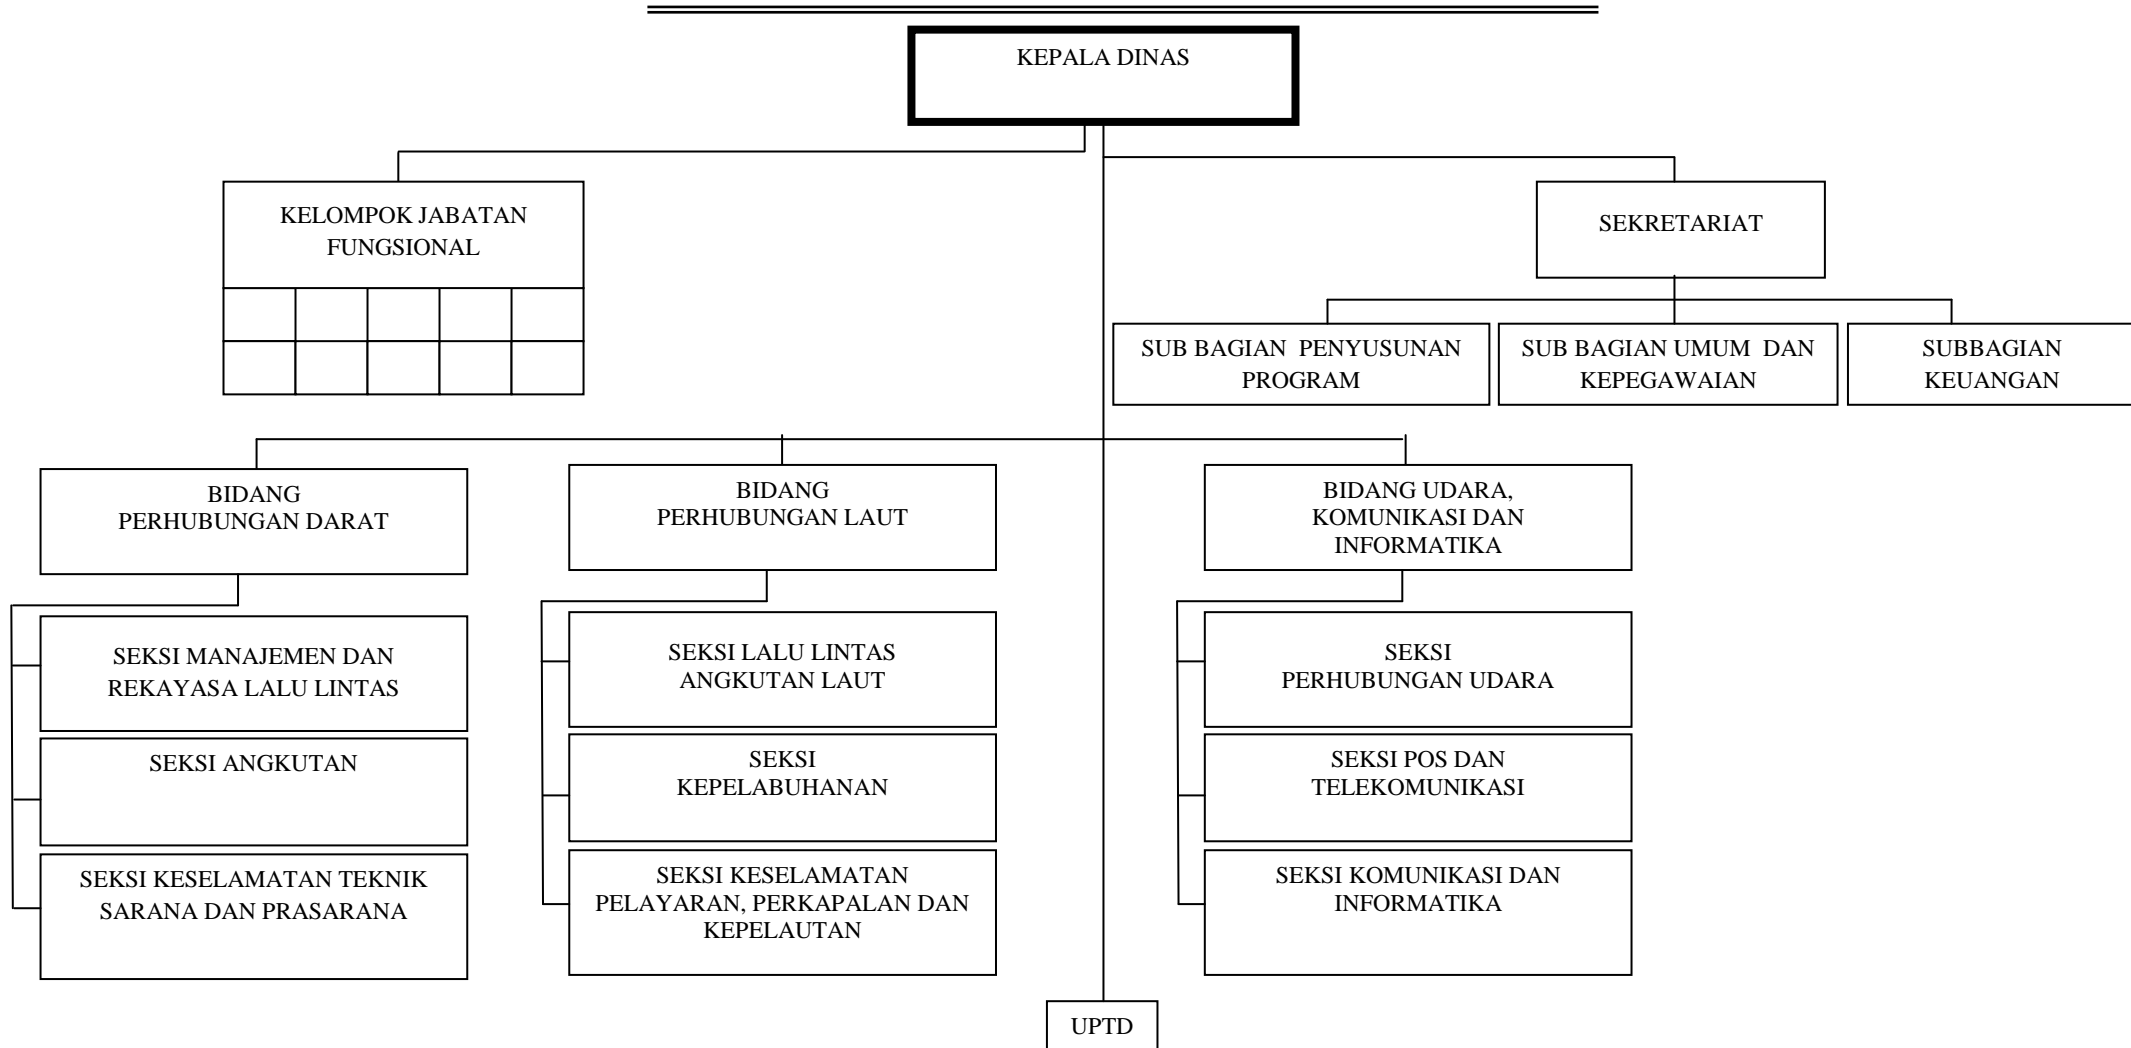 KEPALA DINAS
KELOMPOK JABATAN
FUNGSIONAL
SEKRETARIAT
SUB BAGIAN  PENYUSUNAN
PROGRAM
SUB BAGIAN UMUM  DAN
KEPEGAWAIAN
SUBBAGIAN
KEUANGAN
BIDANG
PERHUBUNGAN DARAT
BIDANG
PERHUBUNGAN LAUT
BIDANG UDARA,
KOMUNIKASI DAN
INFORMATIKA
SEKSI MANAJEMEN DAN
REKAYASA LALU LINTAS
SEKSI ANGKUTAN
SEKSI KESELAMATAN TEKNIK
SARANA DAN PRASARANA
SEKSI LALU LINTAS
ANGKUTAN LAUT
SEKSI
KEPELABUHANAN
SEKSI KESELAMATAN
PELAYARAN, PERKAPALAN DAN
KEPELAUTAN
SEKSI
PERHUBUNGAN UDARA
SEKSI POS DAN
TELEKOMUNIKASI
SEKSI KOMUNIKASI DAN
INFORMATIKA
UPTD